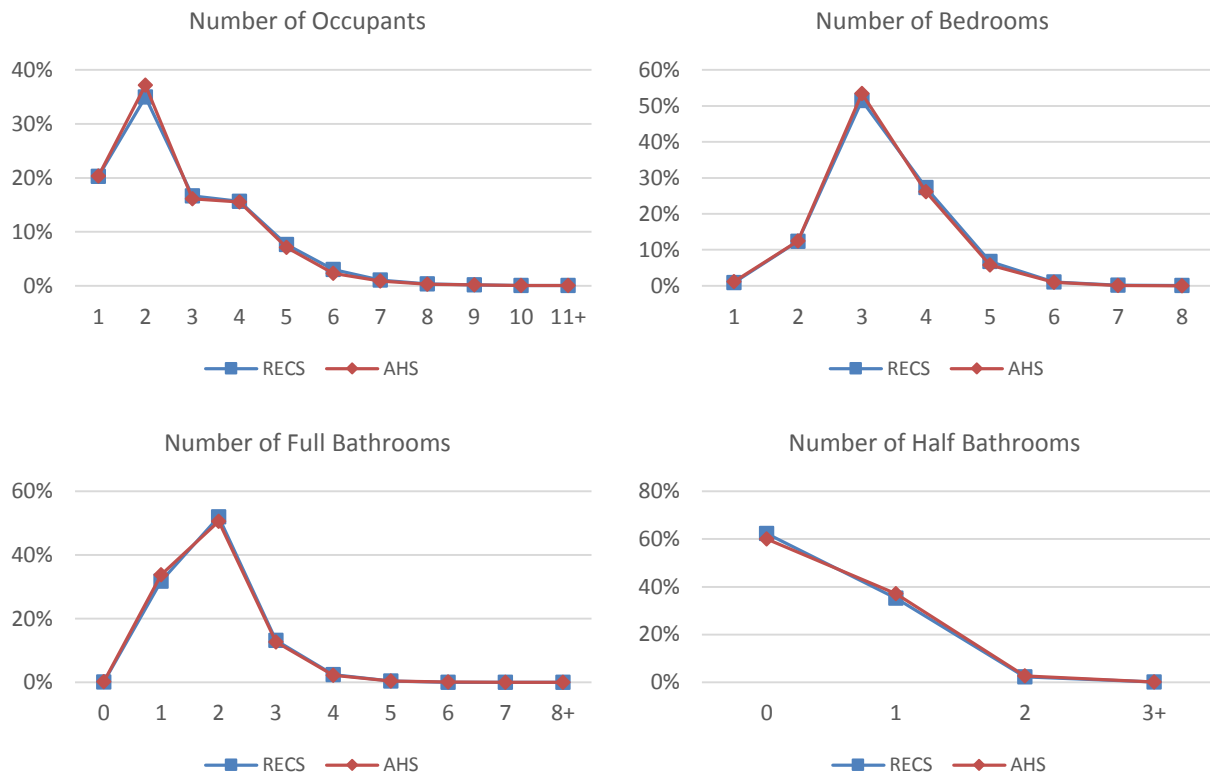 Number of Occupants
40%
30%
20%
10%
0%
1 2 3 4 5 6 7 8 9 10 11+
RECS AHS
Number of Bedrooms
60%
50%
40%
30%
20%
10%
0%
1 2 3 4 5 6 7 8
RECS AHS
Number of Full Bathrooms
60%
40%
20%
0%
0 1 2 3 4 5 6 7 8+
RECS AHS
Number of Half Bathrooms
80%
60%
40%
20%
0%
0 1 2 3+
RECS AHS